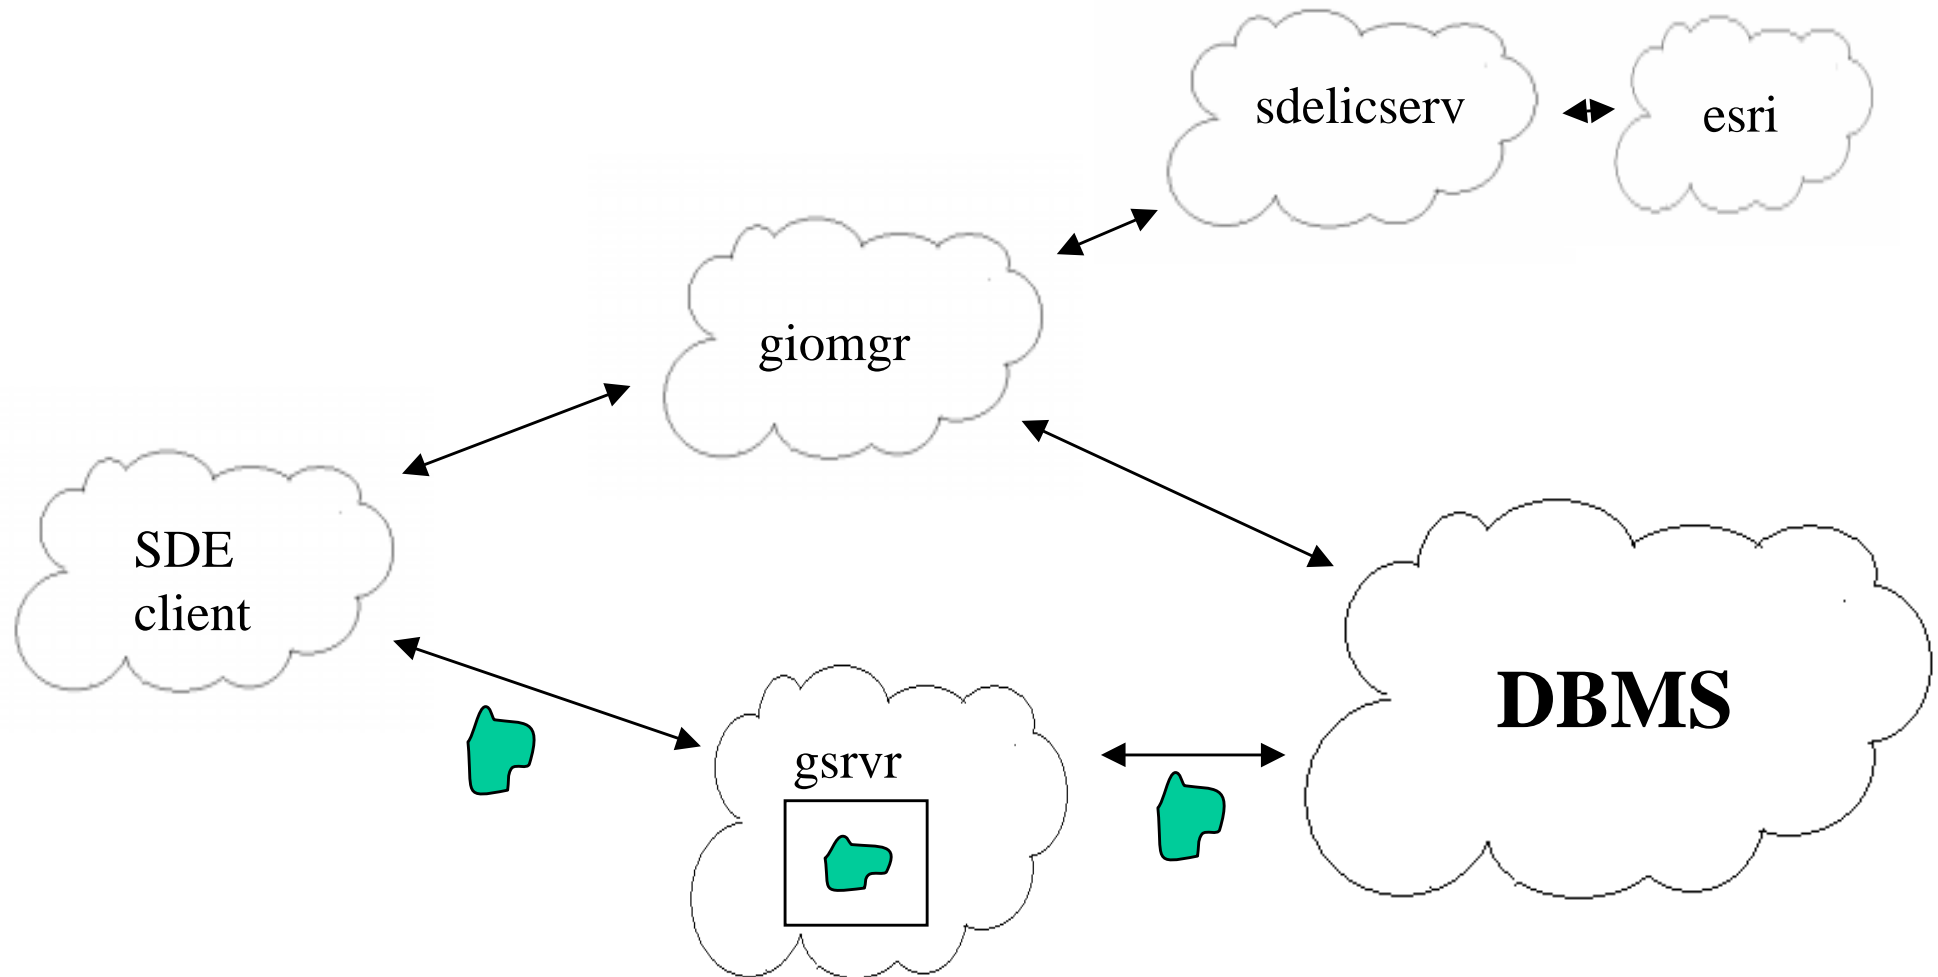 sdelicserv
esri
giomgr
SDE
client
DBMS
gsrvr